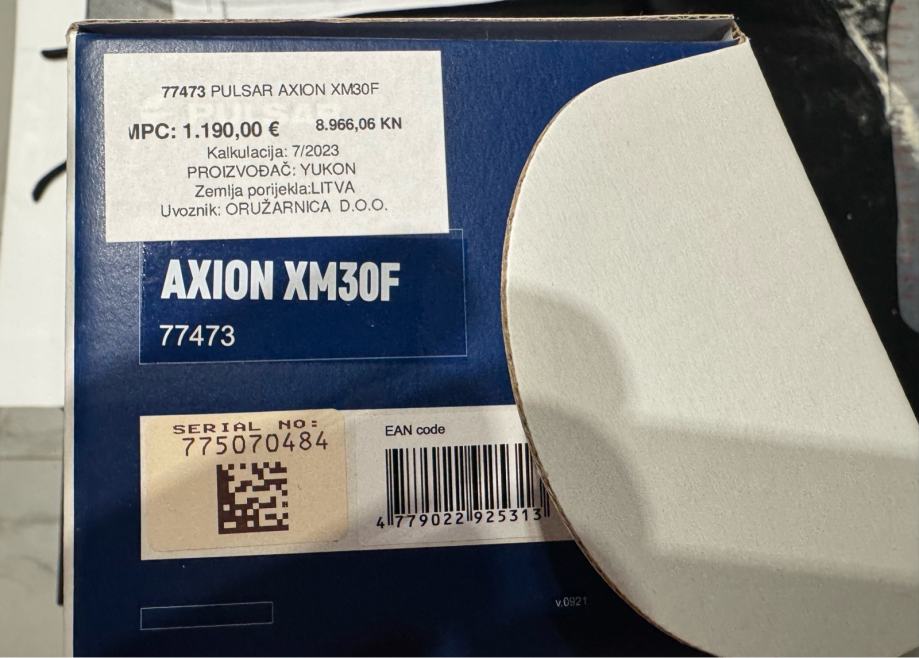 77473 PULSAR AXION XM30F
MPC: 1.190,00 € 8.966,06 KN
Kalkulacija: 7/2023
PROIZVOĐAČ: YUKON
Zemlja porijekla:LITVA
Uvoznik: ORUŽARNICA D.O.O.
AXION XM30F
77473
SERIAL NO:
775070484
EAN code
4 779022 925313
v.0921